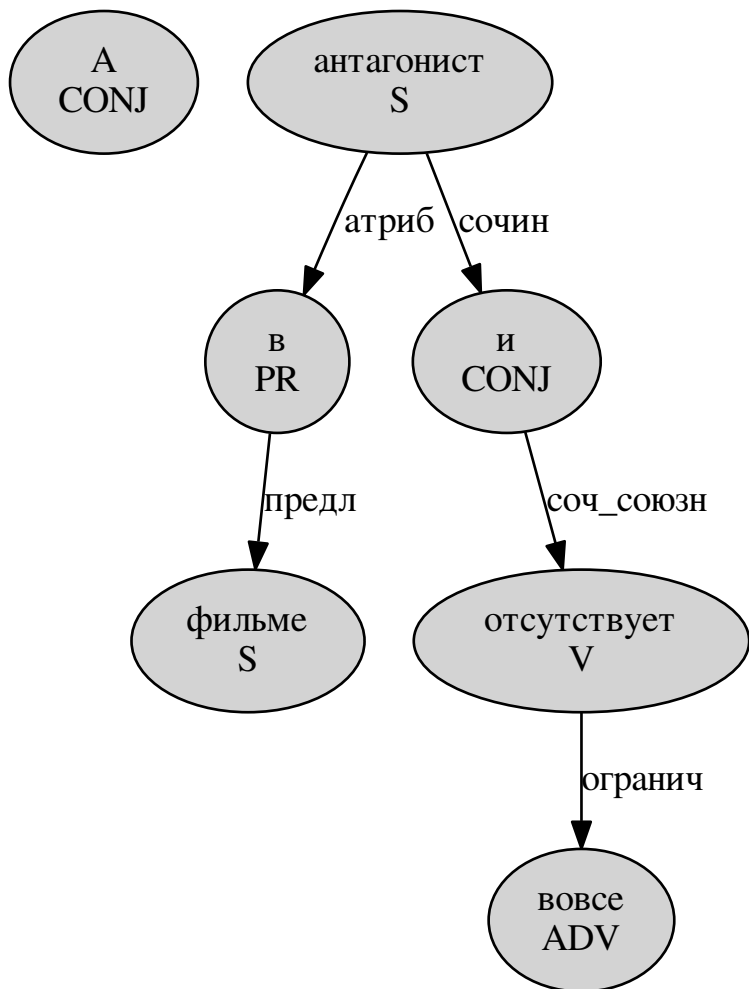 А
CONJ
антагонист
S
атриб
сочин
в
PR
и
CONJ
предл
соч_союзн
фильме
S
отсутствует
V
огранич
вовсе
ADV